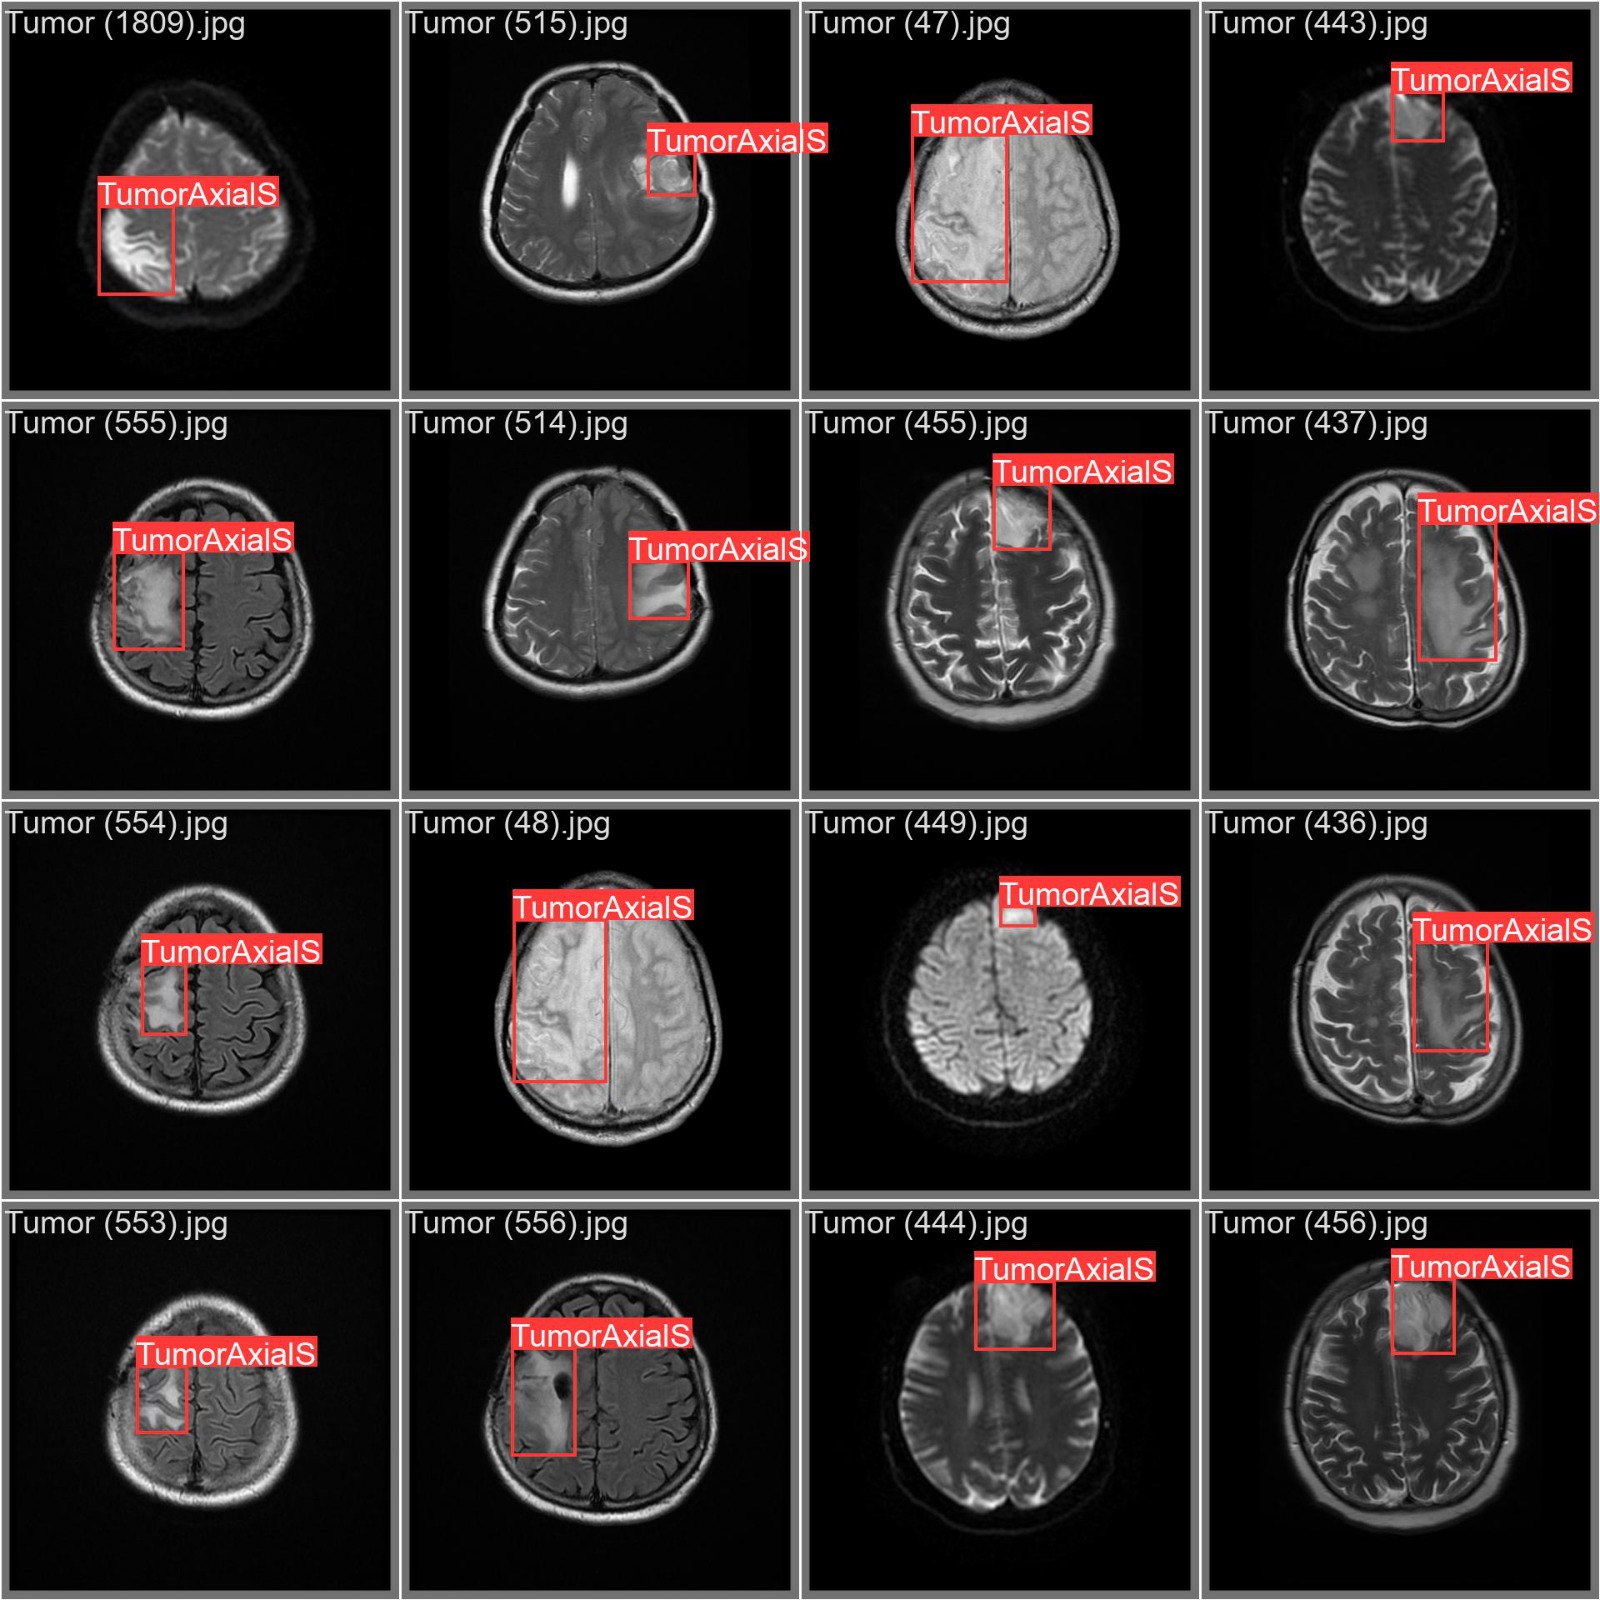 Tumor (1809).jpg
TumorAxialS
Tumor (515).jpg
TumorAxialS
Tumor (47).jpg
TumorAxialS
Tumor (443).jpg
TumorAxialS
Tumor (555).jpg
TumorAxialS
Tumor (514).jpg
TumorAxialS
Tumor (455).jpg
TumorAxialS
Tumor (437).jpg
TumorAxialS
Tumor (554).jpg
TumorAxialS
Tumor (48).jpg
TumorAxialS
Tumor (449).jpg
TumorAxialS
Tumor (436).jpg
TumorAxialS
Tumor (553).jpg
TumorAxialS
Tumor (556).jpg
TumorAxialS
Tumor (444).jpg
TumorAxialS
Tumor (456).jpg
TumorAxialS